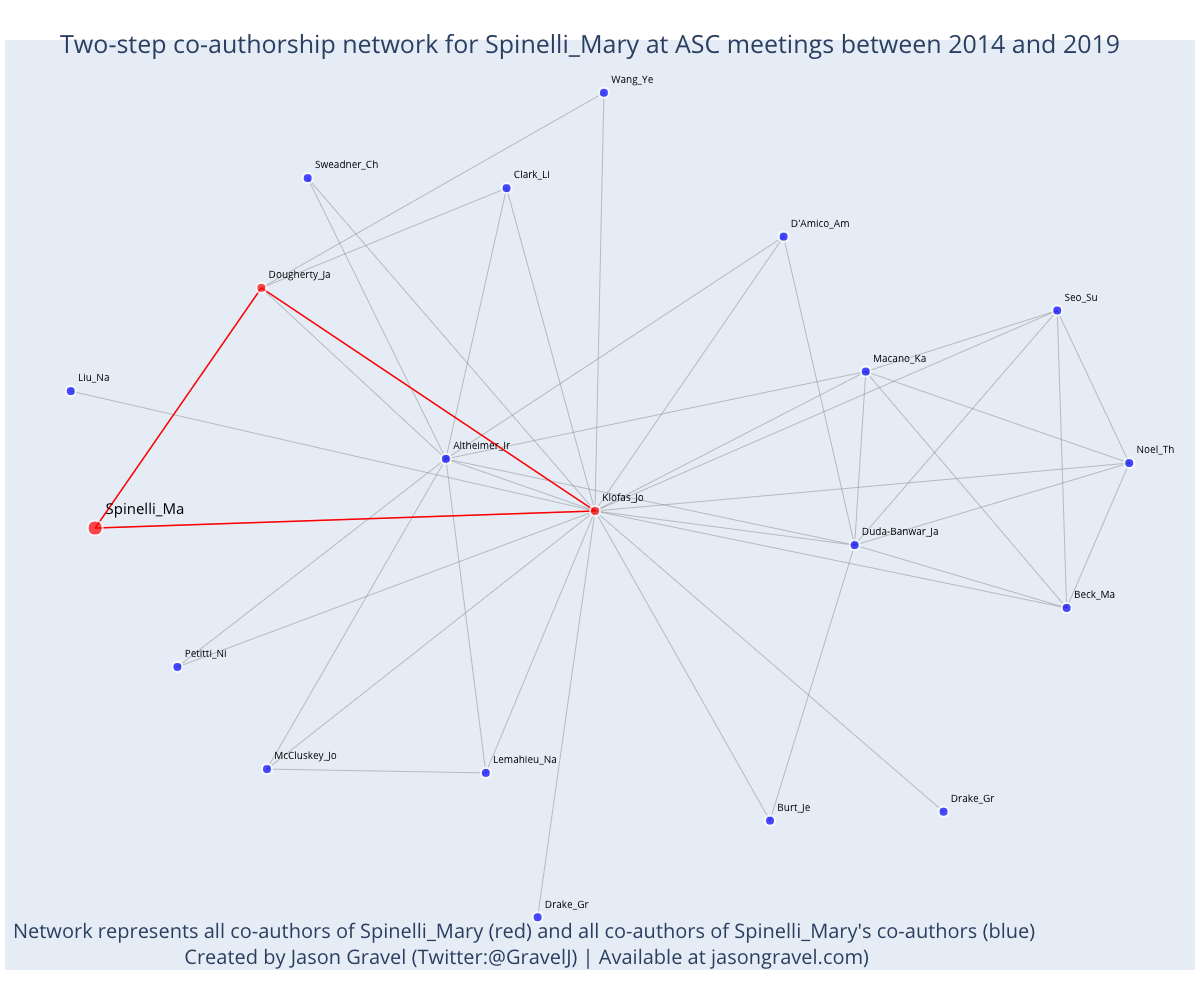 Two-step co-authorship network for Spinelli_Mary at ASC meetings between 2014 and 2019
Wang_Ye
Sweadner_Ch
Clark_Li
D'Amico_Am
Dougherty_Ja
Seo_Su
Macano_Ka
Liu_Na
Altheimer_Ir
Noel_Th
Klofas_Jo
Spinelli_Ma
Duda-Banwar_Ja
Beck_Ma
Petitti_Ni
McCluskey_Jo
Lemahieu_Na
Drake_Gr
Burt_Je
Drake_Gr
Network represents all co-authors of Spinelli_Mary (red) and all co-authors of Spinelli_Mary's co-authors (blue)
Created by Jason Gravel (Twitter:@GravelJ) | Available at jasongravel.com)